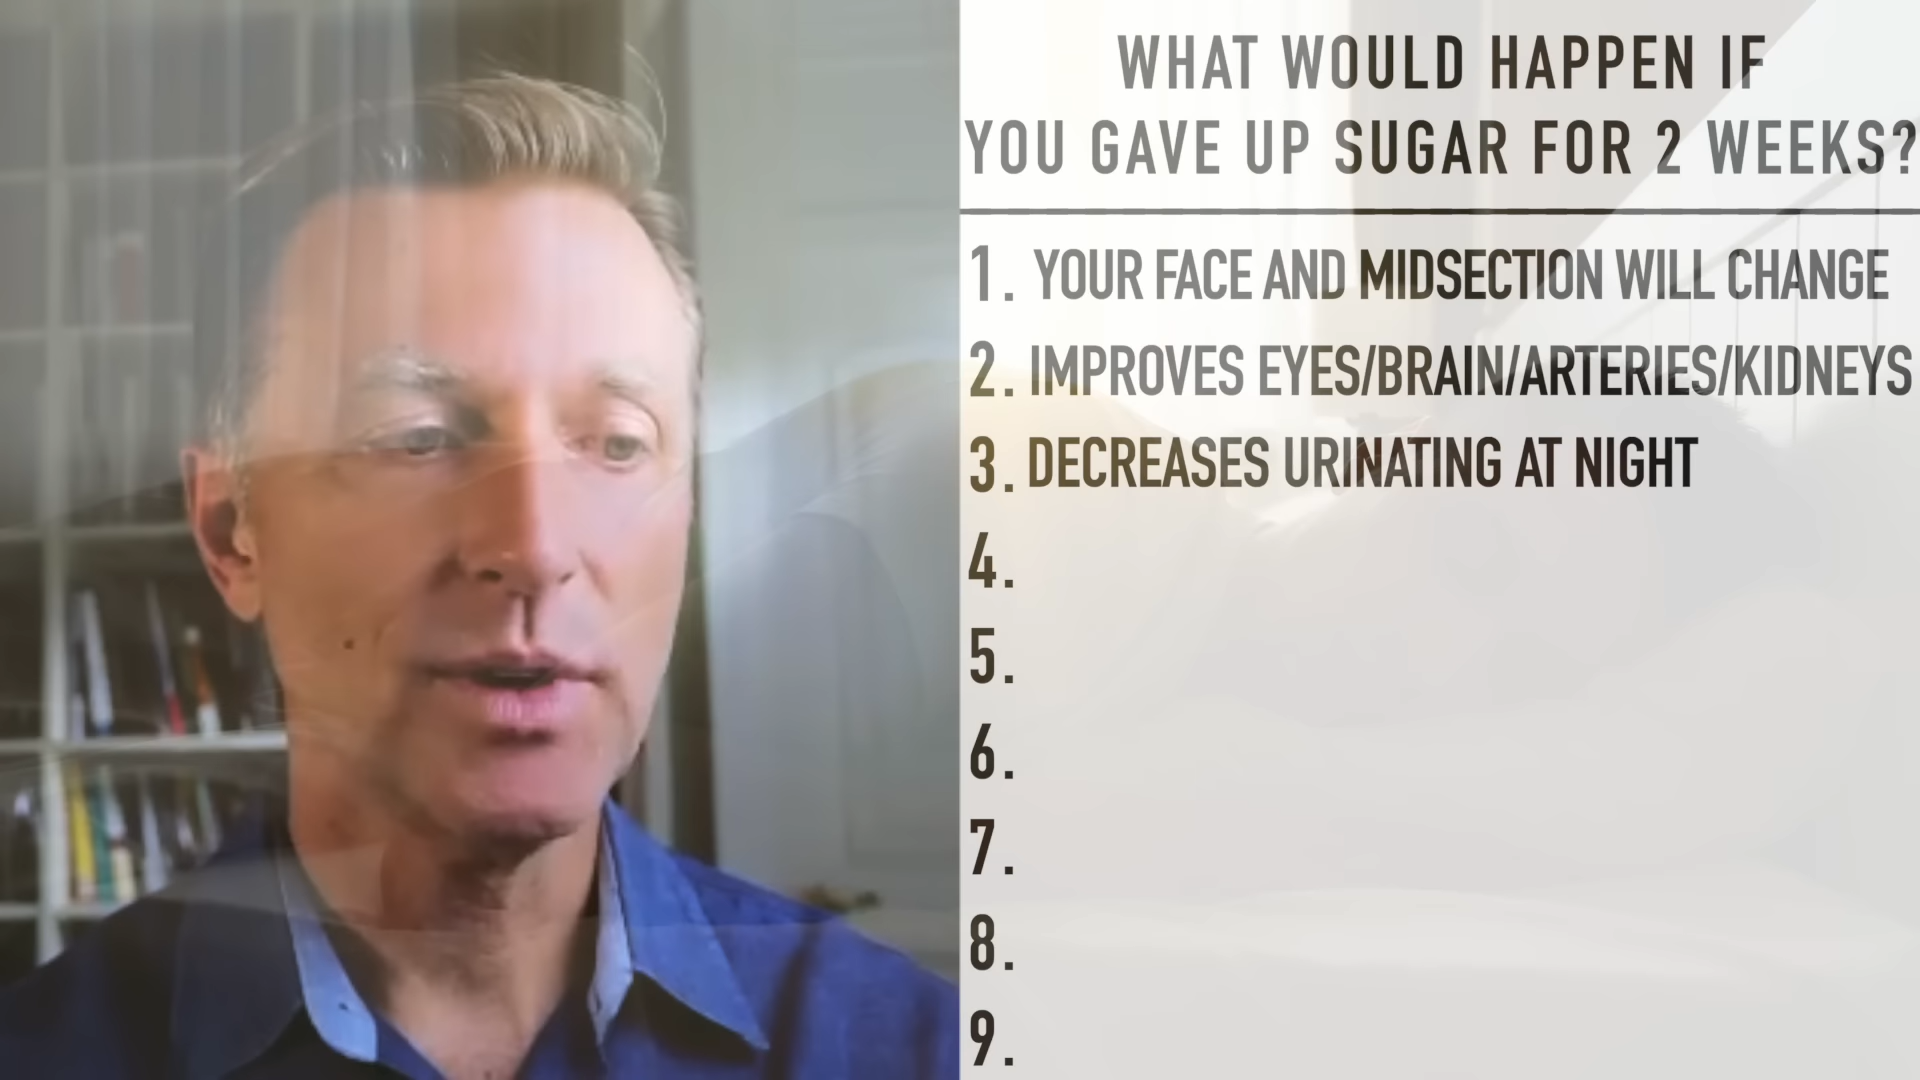 WHAT WOULD HAPPEN IF
YOU GAVE UP SUGAR FOR 2 WEEKS?
1. YOUR FACE AND MIDSECTION WILL CHANGE
2. IMPROVES EYES/BRAIN/ARTERIES/KIDNEYS
3. DECREASES URINATING AT NIGHT
4.
5.
6.
7.
8.
9.